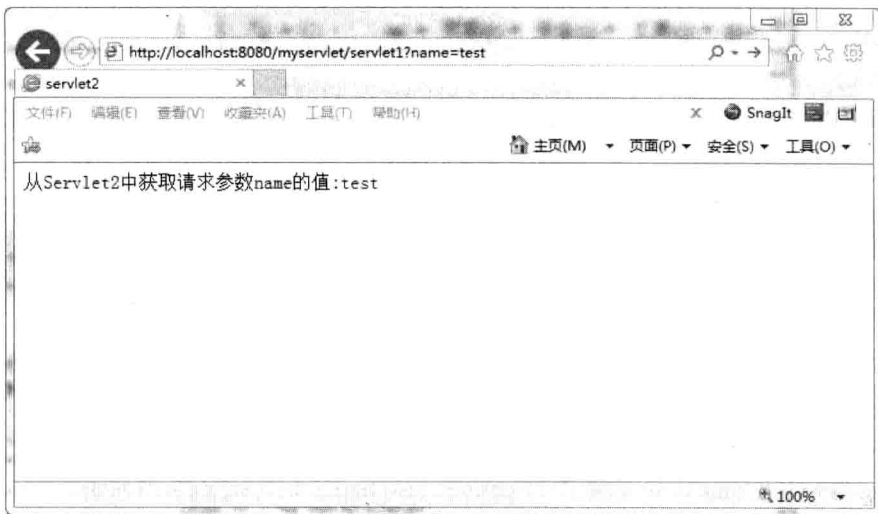 http://localhost:8080/myservlet/servlet1?name=test
servlet2
文件(F) 编辑(E) 查看(V) 收藏夹(A) 工具(T) 帮助(H)
SnagIt
主页(M) 页面(P) 安全(S) 工具(O)
从Servlet2中获取请求参数name的值:test
100%